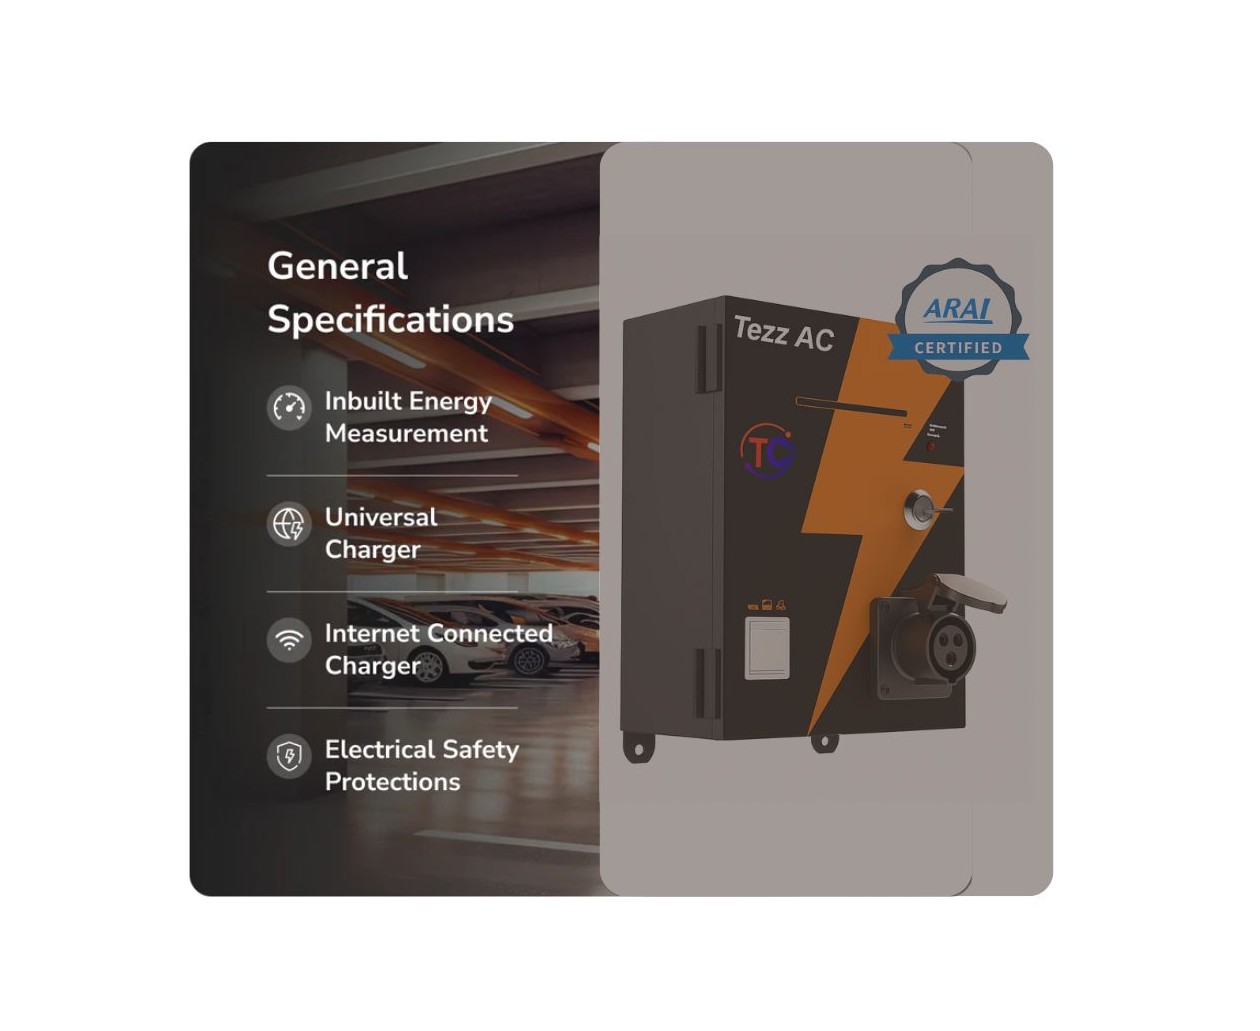 General
Specifications
Inbuilt Energy
Measurement
Universal
Charger
Internet Connected
Charger
Electrical Safety
Protections
Tezz AC
TC
ARAI
CERTIFIED